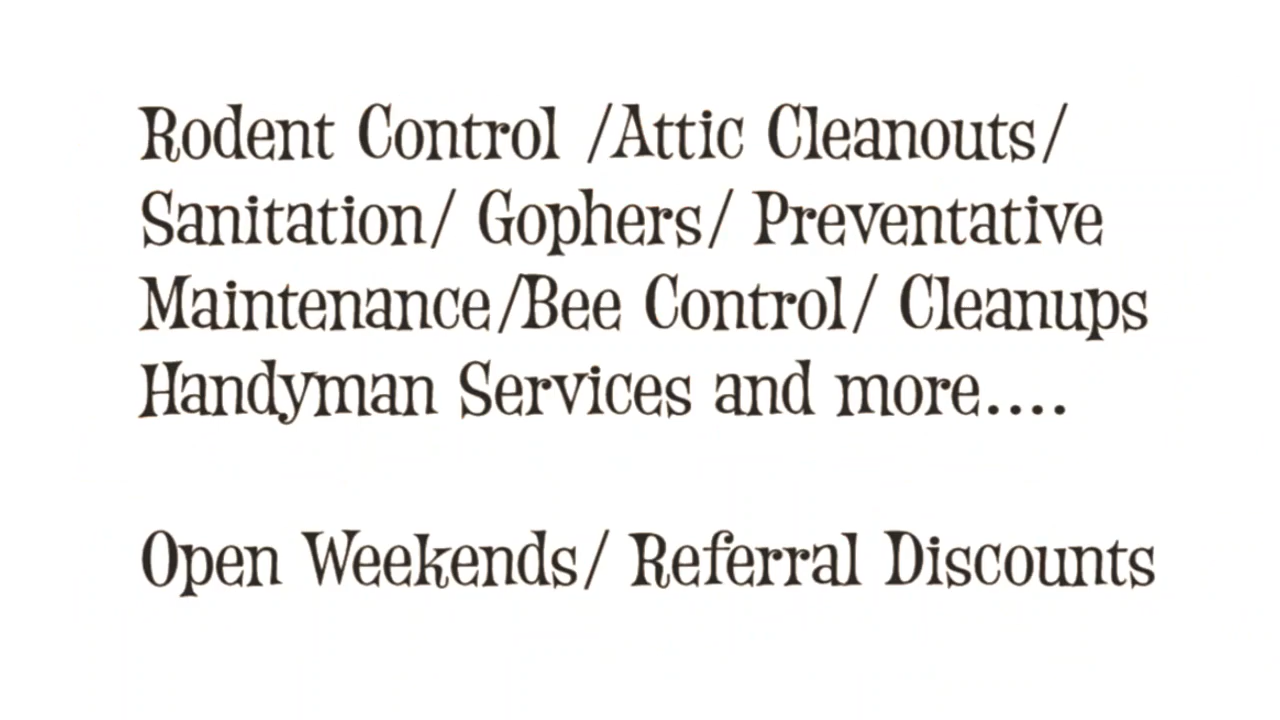 Rodent Control /Attic Cleanouts/
Sanitation/ Gophers/ Preventative
Maintenance/Bee Control/ Cleanups
Handyman Services and more....
Open Weekends/ Referral Discounts